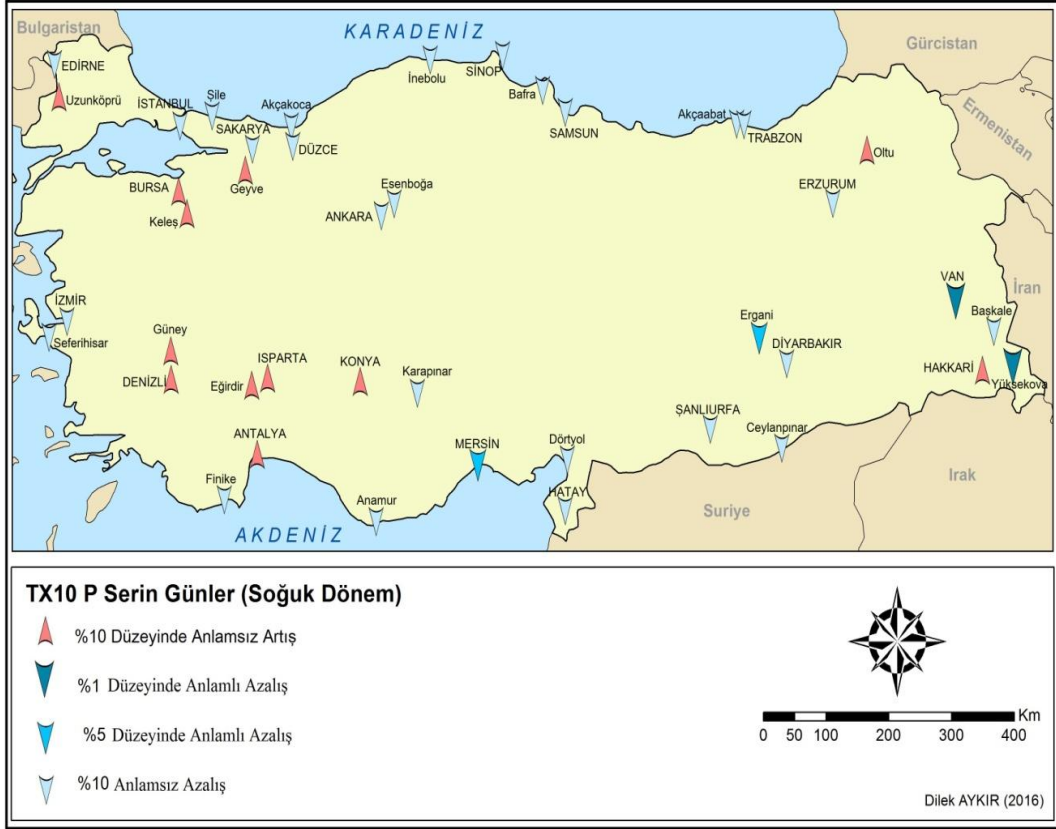 Bulgaristan
KARADENİZ
Gürcistan
EDİRNE
Uzunköprü
İSTANBUL
Şile
Akçakoca
İnebolu
SİNOP
Bafra
SAMSUN
Akçaabat
TRABZON
Ermenistan
SAKARYA
DÜZCE
Oltu
BURSA
Geyve
Esenboğa
ERZURUM
Keleş
ANKARA
VAN
İran
İZMİR
Seferihisar
Güney
Ergani
Başkale
DİYARBAKIR
DENİZLİ
Eğirdir
ISPARTA
KONYA
Karapınar
HAKKARİ
Yüksekova
ŞANLIURFA
Ceylanpınar
ANTALYA
MERSİN
Dörtyol
Finike
Anamur
HATAY
Suriye
Irak
AKDENİZ
TX10 P Serin Günler (Soğuk Dönem)
%10 Düzeyinde Anlamsız Artış
%1 Düzeyinde Anlamlı Azalış
%5 Düzeyinde Anlamlı Azalış
%10 Anlamsız Azalış
Km
0 50 100 200 300 400
Dilek AYKIR (2016)